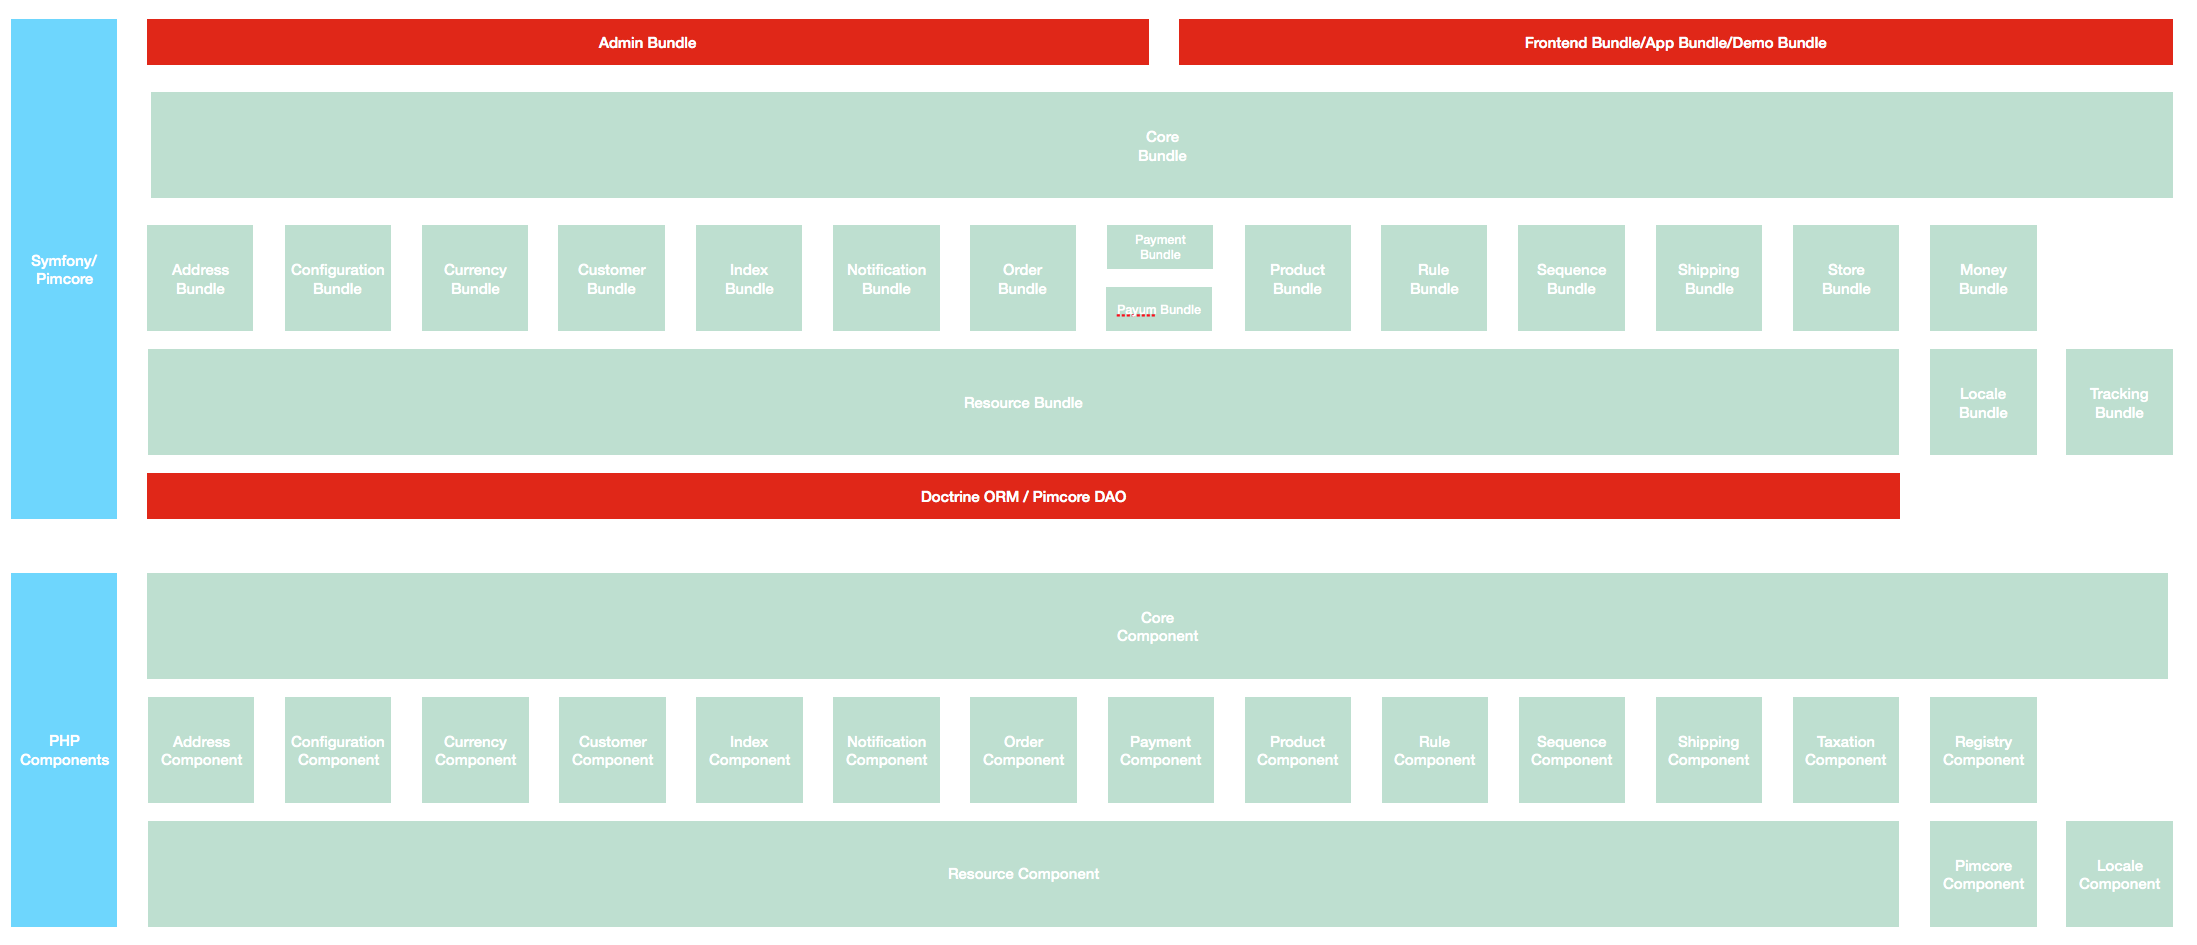 Admin Bundle
Frontend Bundle/App Bundle/Demo Bundle
Symfony/
Pimcore
Core
Bundle
Address
Bundle
Configuration
Bundle
Currency
Bundle
Customer
Bundle
Index
Bundle
Notification
Bundle
Order
Bundle
Payment
Bundle
Payum Bundle
Product
Bundle
Rule
Bundle
Sequence
Bundle
Shipping
Bundle
Store
Bundle
Money
Bundle
Resource Bundle
Locale
Bundle
Tracking
Bundle
Doctrine ORM / Pimcore DAO
PHP
Components
Core
Component
Address
Component
Configuration
Component
Currency
Component
Customer
Component
Index
Component
Notification
Component
Order
Component
Payment
Component
Product
Component
Rule
Component
Sequence
Component
Shipping
Component
Taxation
Component
Registry
Component
Resource Component
Pimcore
Component
Locale
Component